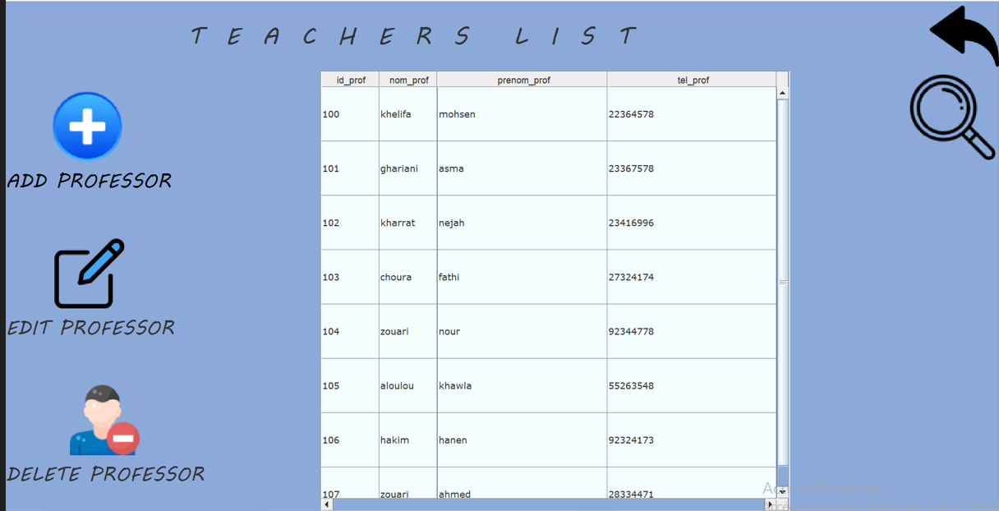 TEACHERS LIST
id_prof nom_prof prenom_prof tel_prof
100 khelifa mohsen 22364578
101 ghariani asma 23367578
102 kharrat nejah 23416996
103 choura fathi 27324174
104 zouari nour 92344778
105 aloulou khawla 55263548
106 hakim hanen 92324173
107 zouari ahmed 28334471
ADD PROFESSOR
EDIT PROFESSOR
DELETE PROFESSOR
Windows